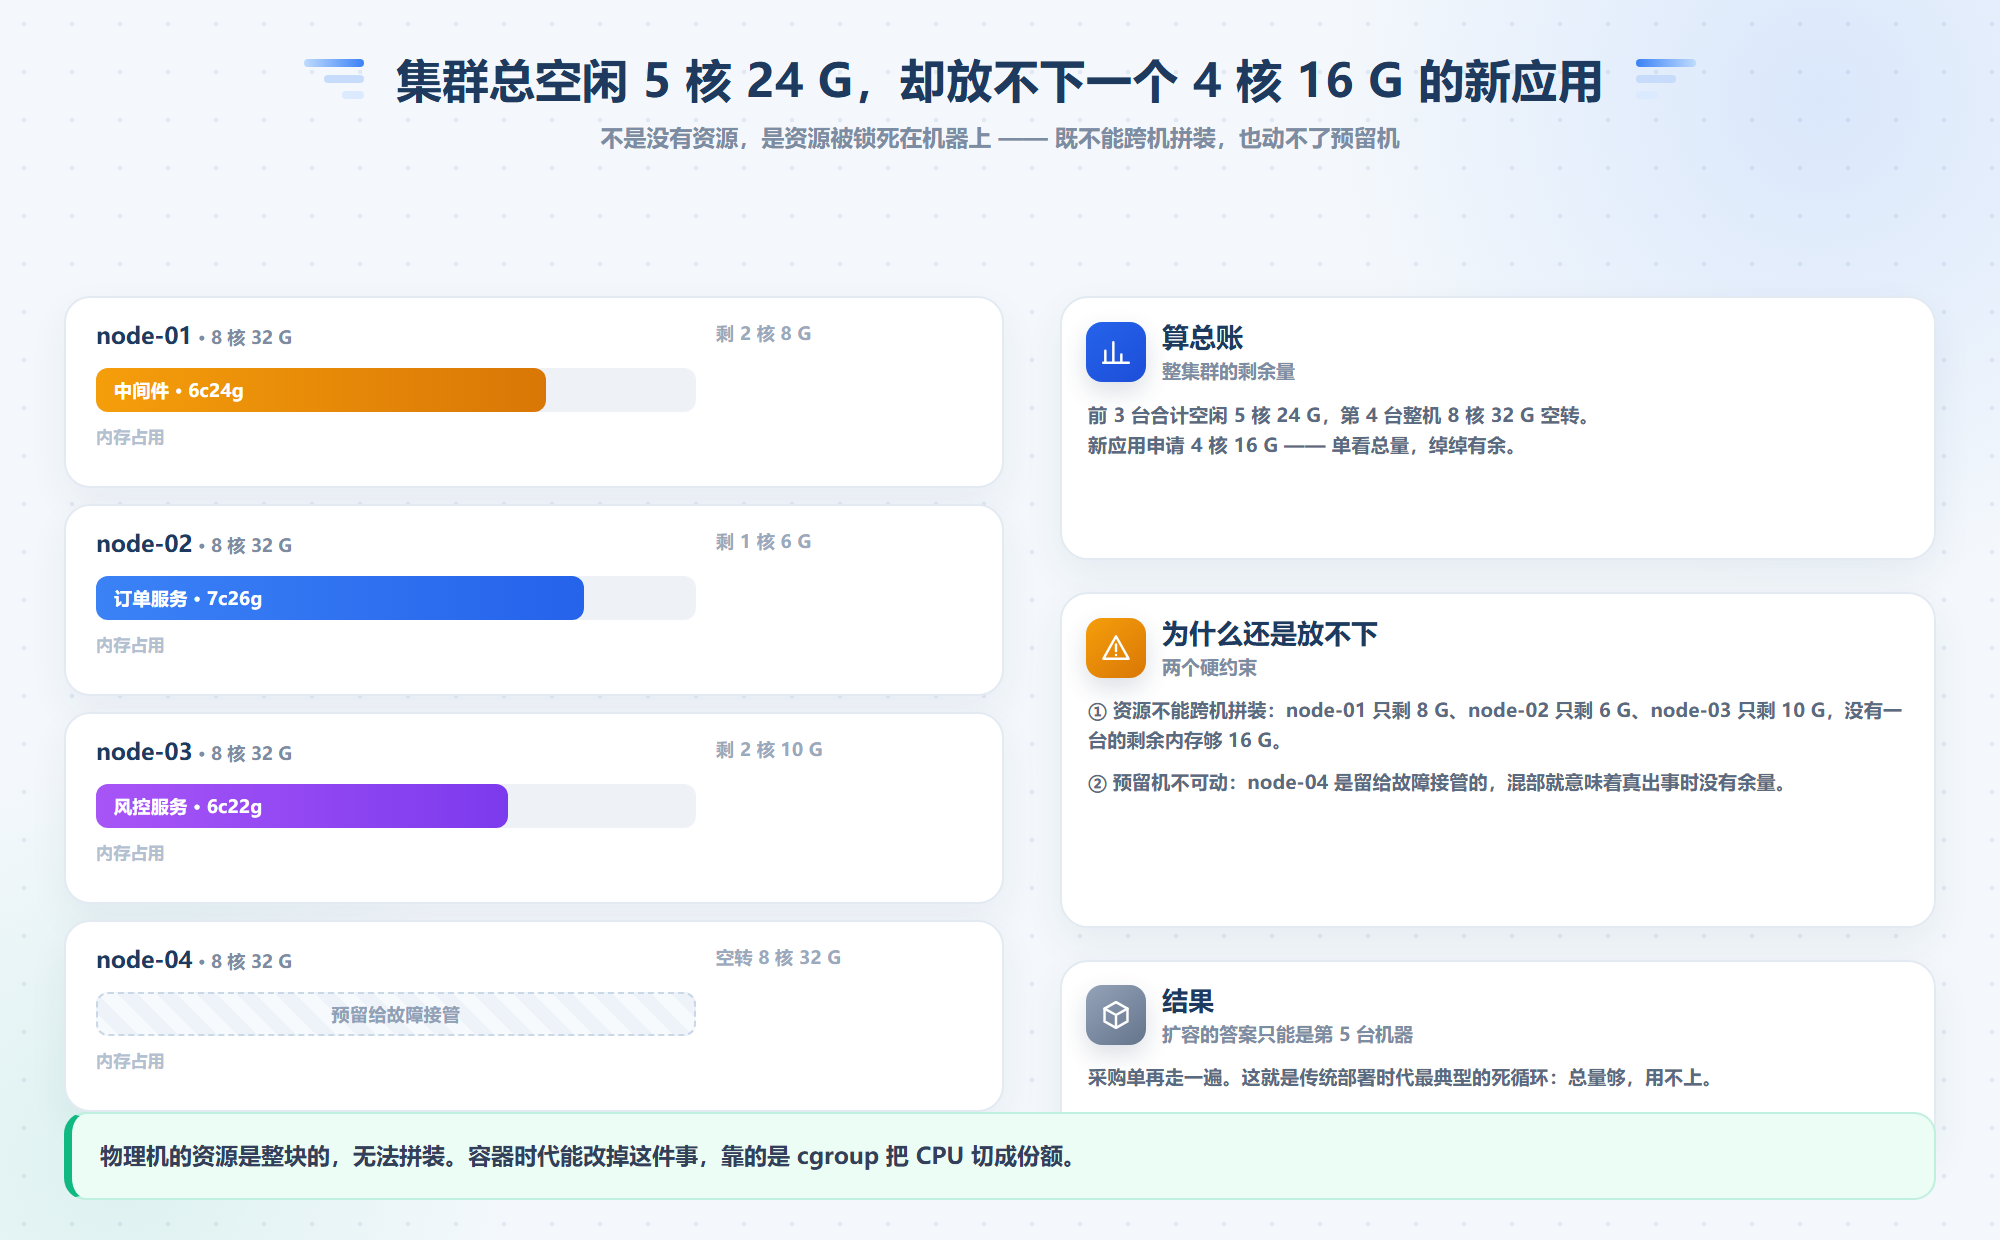 集群总空闲 5 核 24 G，却放不下一个 4 核 16 G 的新应用
不是没有资源，是资源被锁死在机器上 —— 既不能跨机拼装，也动不了预留机
node-01 • 8 核 32 G
剩 2 核 8 G
中间件 • 6c24g
内存占用
node-02 • 8 核 32 G
剩 1 核 6 G
订单服务 • 7c26g
内存占用
node-03 • 8 核 32 G
剩 2 核 10 G
风控服务 • 6c22g
内存占用
node-04 • 8 核 32 G
空转 8 核 32 G
预留给故障接管
内存占用
算总账
整集群的剩余量
前 3 台合计空闲 5 核 24 G，第 4 台整机 8 核 32 G 空转。
新应用申请 4 核 16 G —— 单看总量，绰绰有余。
为什么还是放不下
两个硬约束
① 资源不能跨机拼装：node-01 只剩 8 G、node-02 只剩 6 G、node-03 只剩 10 G，没有一
台的剩余内存够 16 G。
② 预留机不可动：node-04 是留给故障接管的，混部就意味着真出事时没有余量。
结果
扩容的答案只能是第 5 台机器
采购单再走一遍。这就是传统部署时代最典型的死循环：总量够，用不上。
物理机的资源是整块的，无法拼装。容器时代能改掉这件事，靠的是 cgroup 把 CPU 切成份额。